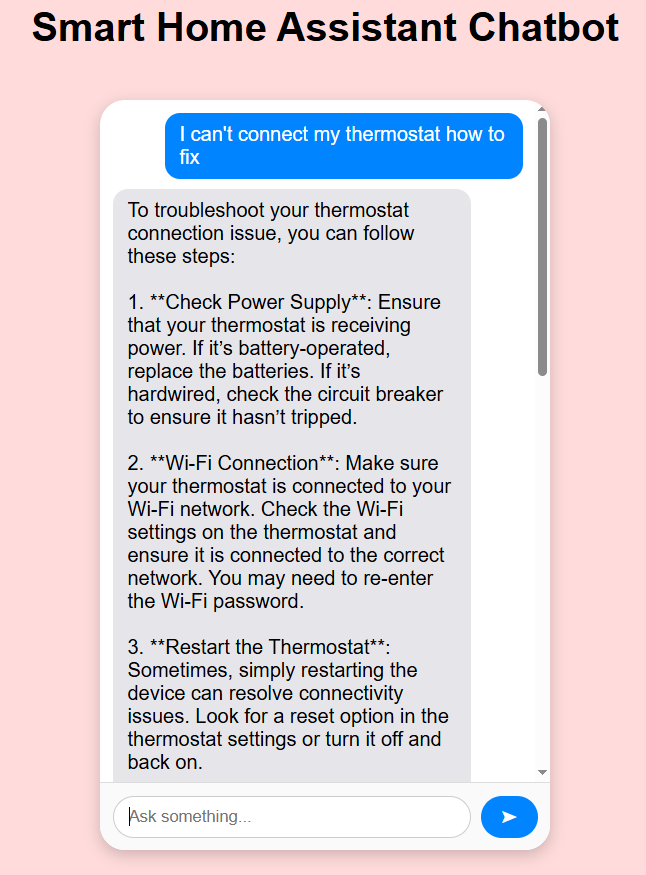 Smart Home Assistant Chatbot
I can't connect my thermostat how to
fix
To troubleshoot your thermostat
connection issue, you can follow
these steps:
1. **Check Power Supply**: Ensure
that your thermostat is receiving
power. If it’s battery-operated,
replace the batteries. If it’s
hardwired, check the circuit breaker
to ensure it hasn’t tripped.
2. **Wi-Fi Connection**: Make sure
your thermostat is connected to your
Wi-Fi network. Check the Wi-Fi
settings on the thermostat and
ensure it is connected to the correct
network. You may need to re-enter
the Wi-Fi password.
3. **Restart the Thermostat**:
Sometimes, simply restarting the
device can resolve connectivity
issues. Look for a reset option in the
thermostat settings or turn it off and
back on.
Ask something...